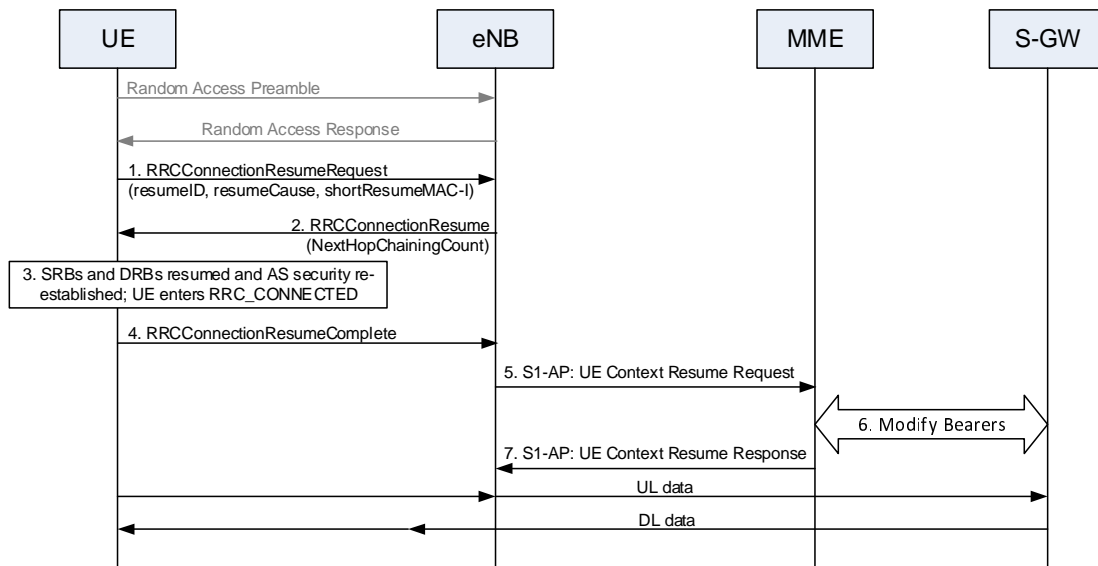 UE
eNB
MME
S-GW
Random Access Preamble
Random Access Response
1. RRCConnectionResumeRequest
(resumeID, resumeCause, shortResumeMAC-I)
2. RRCConnectionResume
(NextHopChainingCount)
3. SRBs and DRBs resumed and AS security re-
established; UE enters RRC_CONNECTED
4. RRCConnectionResumeComplete
5. S1-AP: UE Context Resume Request
6. Modify Bearers
7. S1-AP: UE Context Resume Response
UL data
DL data